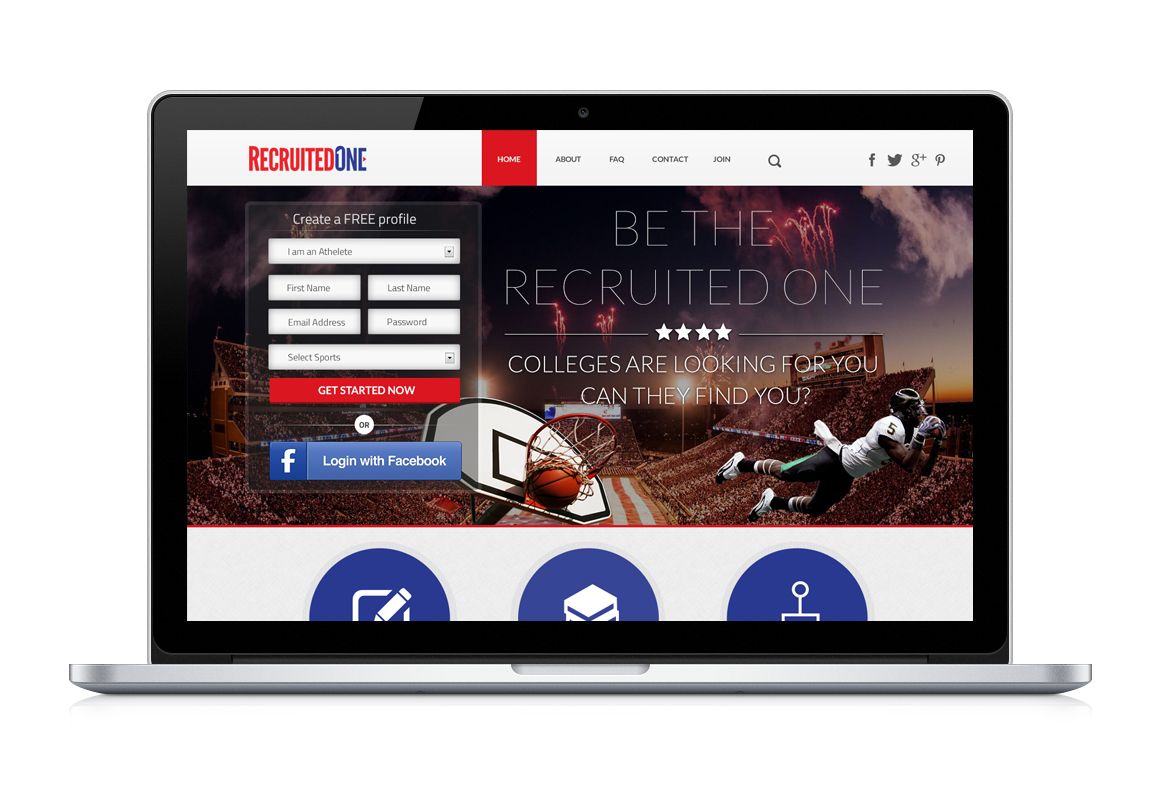 RECRUITEDONE
HOME ABOUT FAQ CONTACT JOIN
f g+
Create a FREE profile
I am an Athelete
First Name Last Name
Email Address Password
Select Sports
GET STARTED NOW
OR
f Login with Facebook
BE THE
RECRUITED ONE
COLLEGES ARE LOOKING FOR YOU
CAN THEY FIND YOU?
5